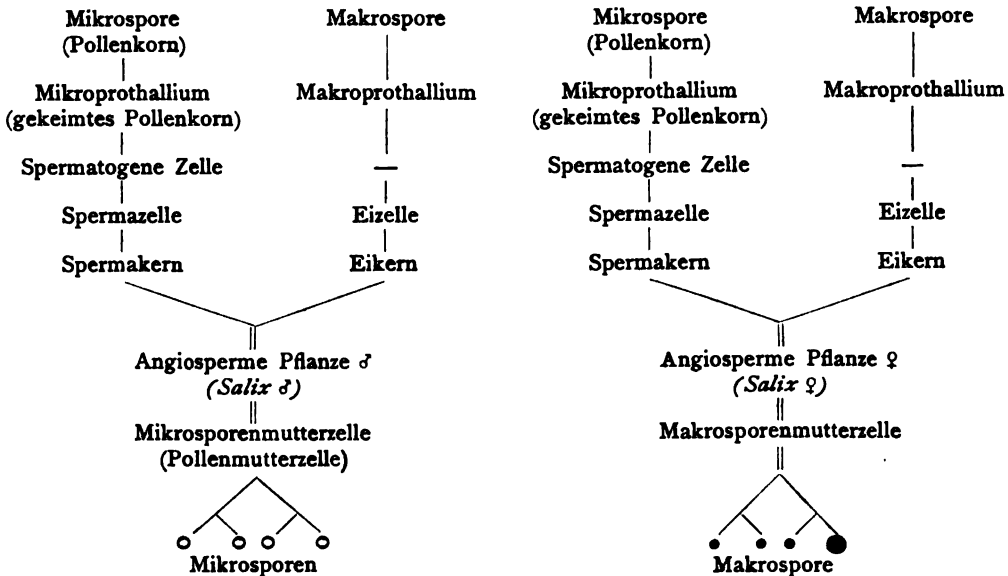 Mikrospore
(Pollenkorn)
Mikroprothallium
(gekeimtes Pollenkorn)
Spermatogene Zelle
Spermazelle
Spermakern
Makrospore
Makroprothallium
—
Eizelle
Eikern
Angiosperme Pflanze ♂
(Salix ♂)
Mikrosporenmutterzelle
(Pollenmutterzelle)
Mikrosporen
Mikrospore
(Pollenkorn)
Mikroprothallium
(gekeimtes Pollenkorn)
Spermatogene Zelle
Spermazelle
Spermakern
Makrospore
Makroprothallium
—
Eizelle
Eikern
Angiosperme Pflanze ♀
(Salix ♀)
Makrosporenmutterzelle
Makrospore